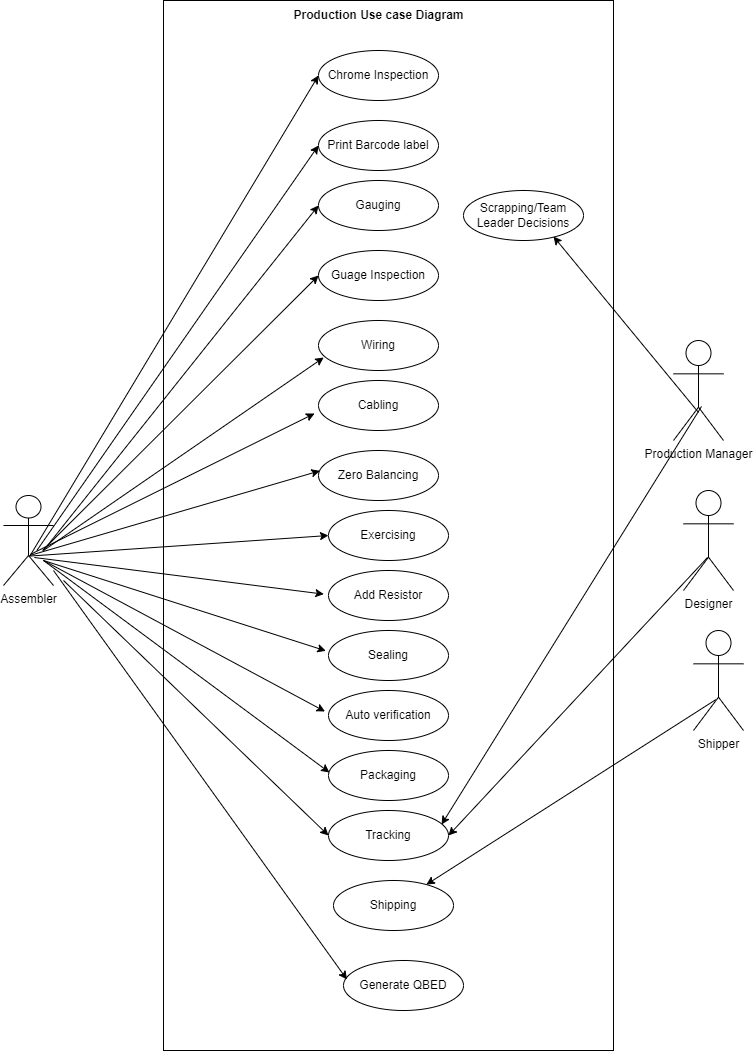 Production Use case Diagram
Chrome Inspection
Print Barcode label
Gauging
Scrapping/Team
Leader Decisions
Guage Inspection
Wiring
Cabling
Production Manager
Zero Balancing
Exercising
Add Resistor
Assembler
Designer
Sealing
Auto verification
Shipper
Packaging
Tracking
Shipping
Generate QBED